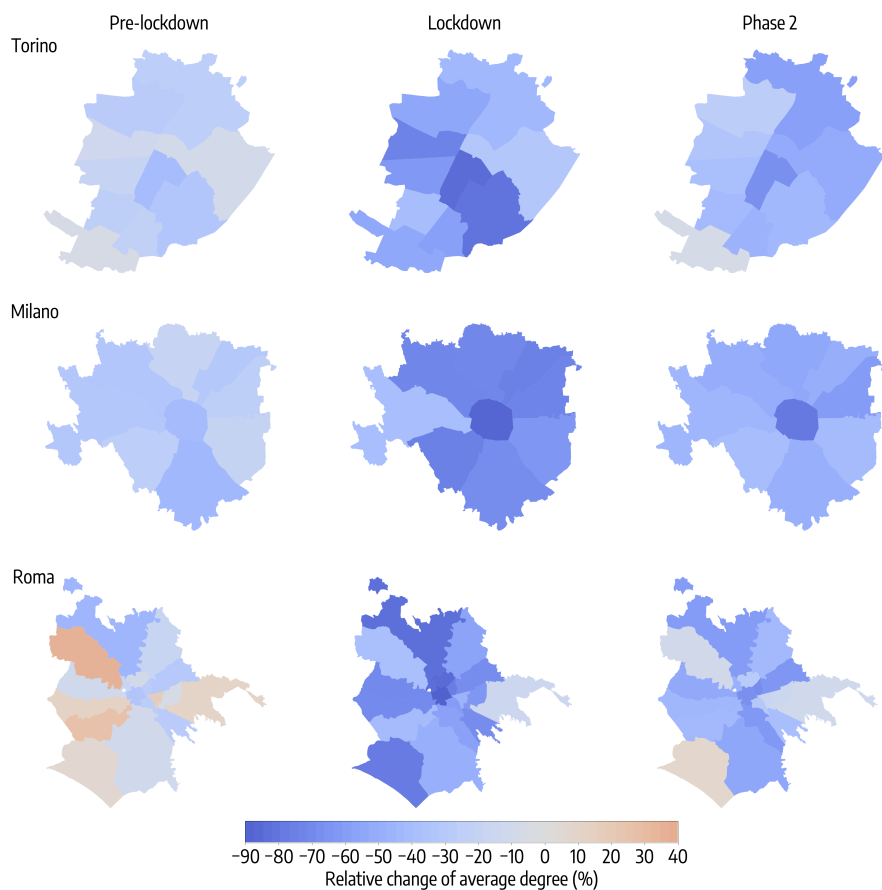 Pre-lockdown Lockdown Phase 2
Torino
Milano
Roma
−90 −80 −70 −60 −50 −40 −30 −20 −10 0 10 20 30 40
Relative change of average degree (%)